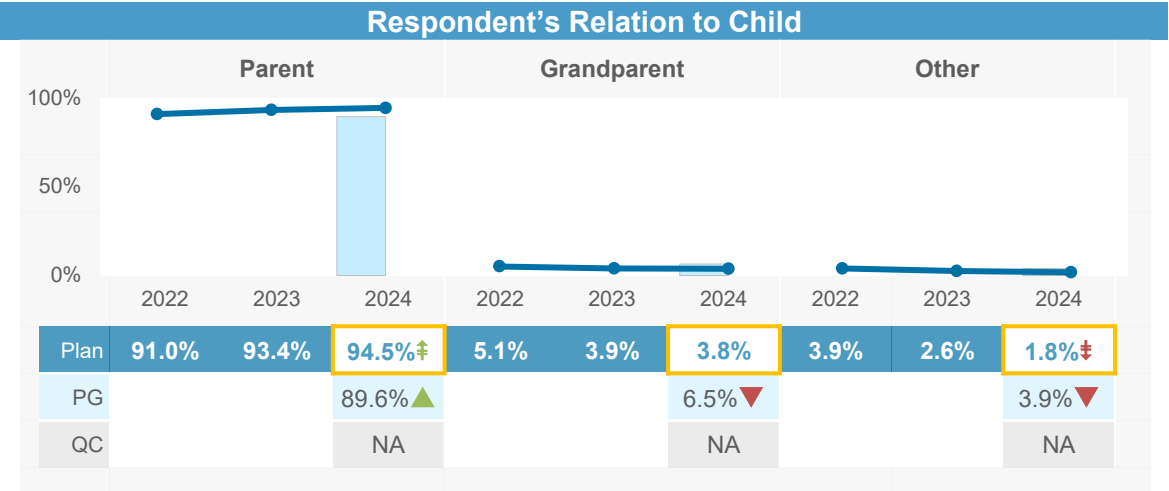 Respondent’s Relation to Child
Parent Grandparent Other
100%
50%
0%
2022 2023 2024 2022 2023 2024 2022 2023 2024
Plan 91.0% 93.4% 94.5%⇞ 5.1% 3.9% 3.8% 3.9% 2.6% 1.8%⇟
PG 89.6%▲ 6.5%▼ 3.9%▼
QC NA NA NA